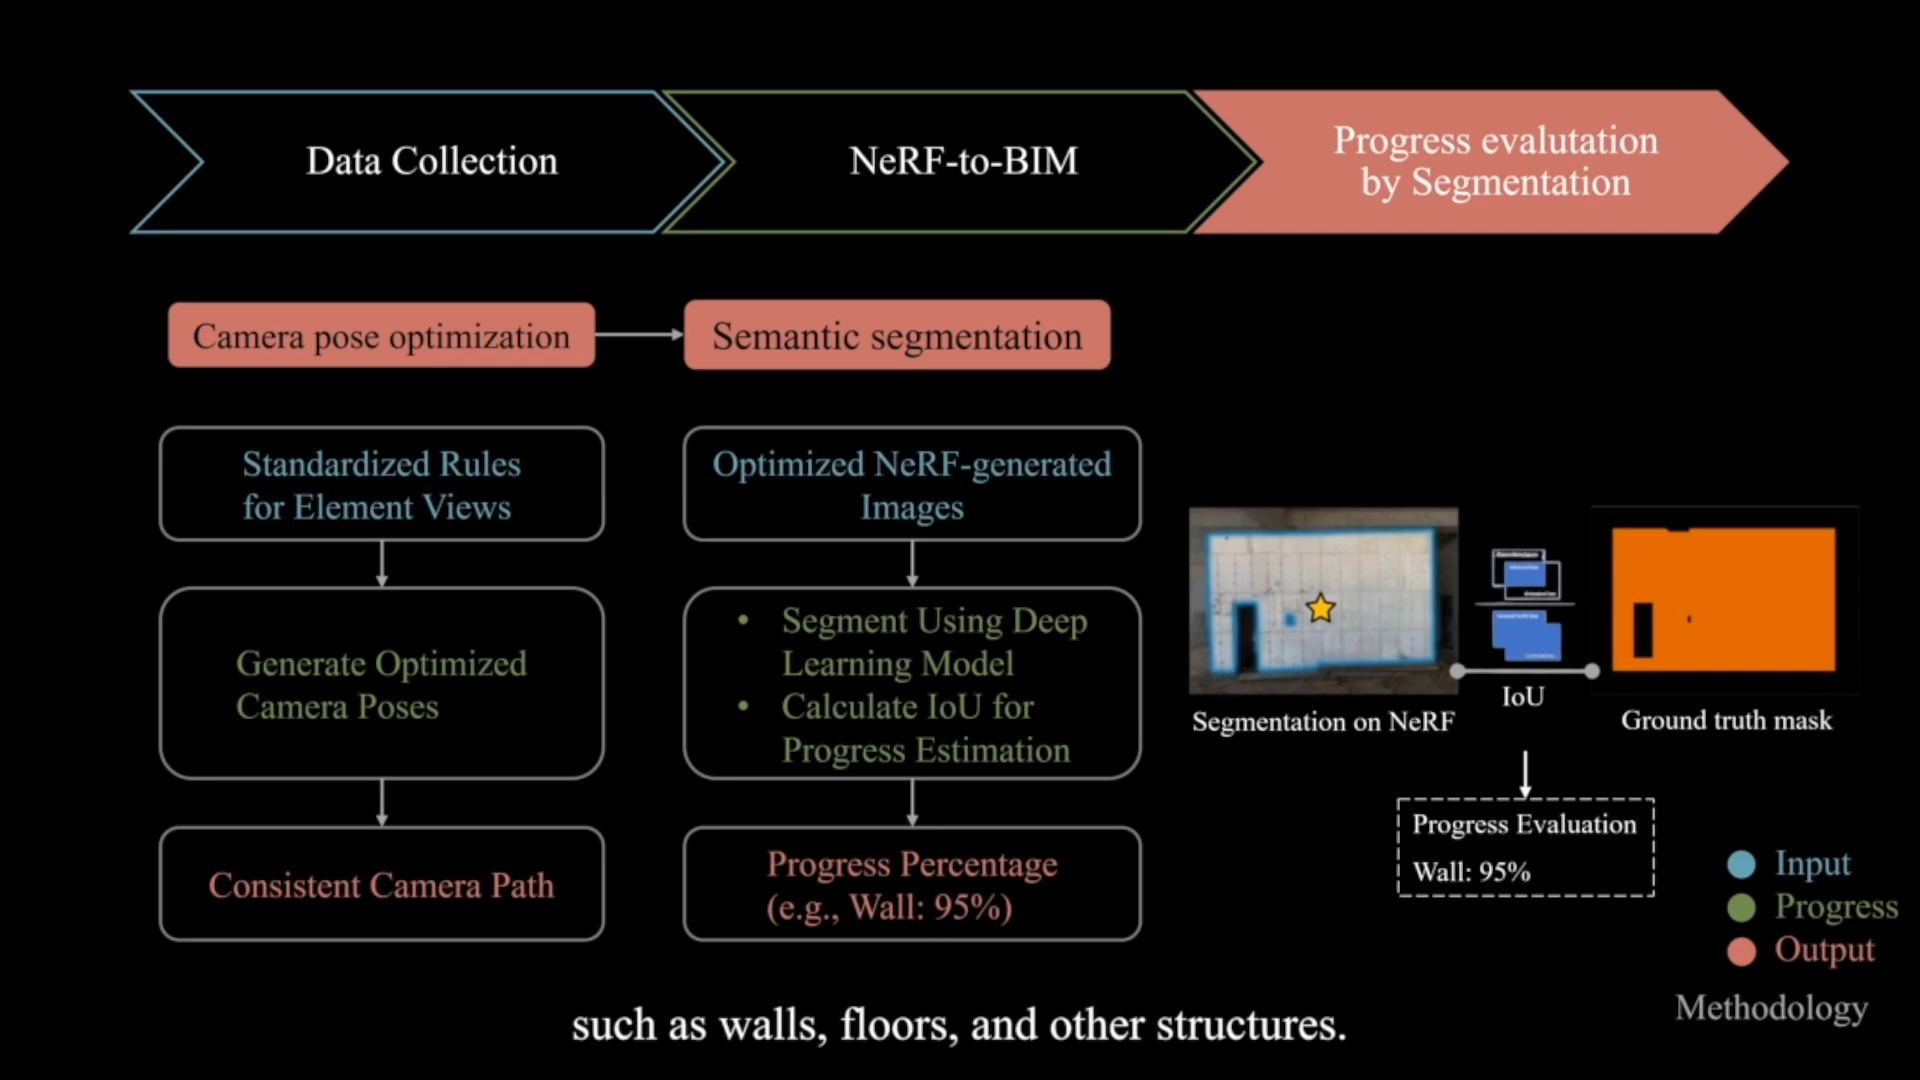 Data Collection
NeRF-to-BIM
Progress evalutation
by Segmentation
Camera pose optimization
Semantic segmentation
Standardized Rules
for Element Views
Generate Optimized
Camera Poses
Consistent Camera Path
Optimized NeRF-generated
Images
• Segment Using Deep
Learning Model
• Calculate IoU for
Progress Estimation
Progress Percentage
(e.g., Wall: 95%)
Segmentation on NeRF
IoU
Ground truth mask
Progress Evaluation
Wall: 95%
Input
Progress
Output
Methodology
such as walls, floors, and other structures.